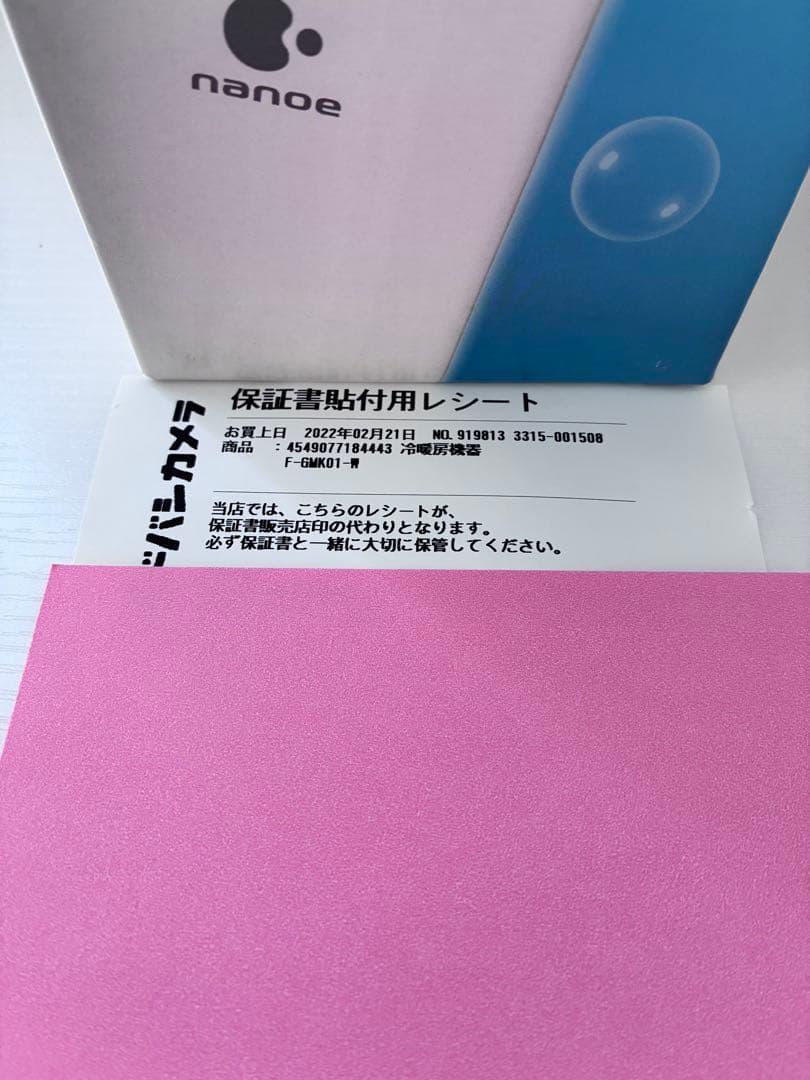 nanoe
保証書貼付用レシート
お買上日 2022年02月21日 NO. 919813 3315-001508
商品 : 4549077184443 冷暖房機器
F-GMK01-W
当店では、こちらのレシートが、
保証書販売店印の代わりとなります。
必ず保証書と一緒に大切に保管してください。
ドバシカメラ